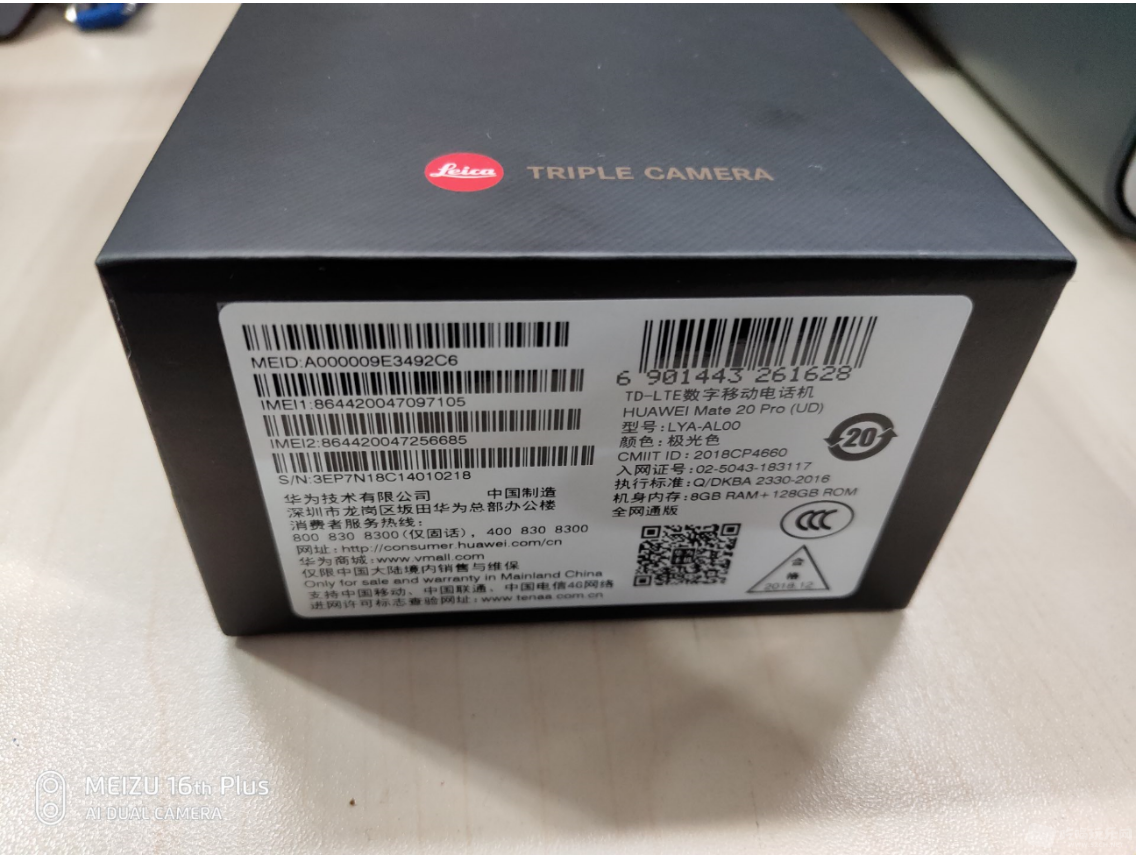 Leica TRIPLE CAMERA
MEID:A000009E3492C6
IMEI1:864420047097105
IMEI2:864420047256685
S/N:3EP7N18C14010218
华为技术有限公司 中国制造
深圳市龙岗区坂田华为总部办公楼
消费者服务热线：
800 830 8300(仅固话)，400 830 8300
网址：http://consumer.huawei.com/cn
华为商城：www.vmall.com
仅限中国大陆境内销售与维保
Only for sale and warranty in Mainland China
支持中国移动、中国联通、中国电信4G网络
进网许可标志查验网址：www.tenaa.com.cn
6 901443 261628
TD-LTE数字移动电话机
HUAWEI Mate 20 Pro (UD)
型号：LYA-AL00
颜色：极光色
CMIIT ID：2018CP4660
入网证号：02-5043-183117
执行标准：Q/DKBA 2330-2016
机身内存：8GB RAM+128GB ROM
全网通版
20
CCC
2018.12
MEIZU 16th Plus
AI DUAL CAMERA